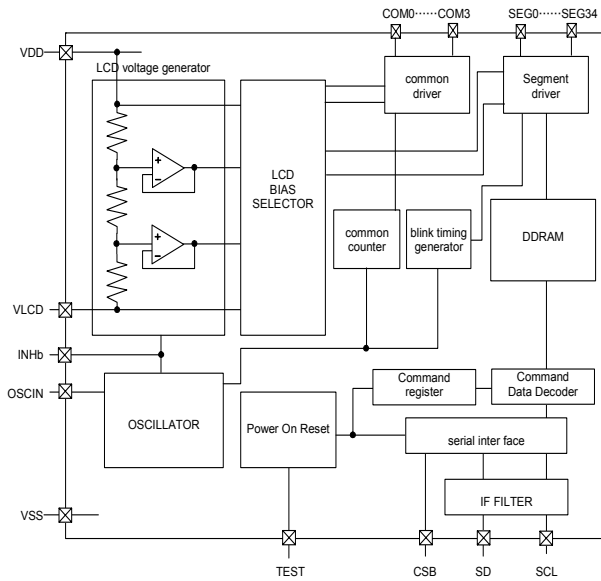 COM0······COM3
SEG0······SEG34
VDD
LCD voltage generator
common
driver
Segment
driver
+
−
LCD
BIAS
SELECTOR
+
−
common
counter
blink timing
generator
DDRAM
VLCD
INHb
OSCIN
OSCILLATOR
Command
register
Command
Data Decoder
Power On Reset
serial inter face
IF FILTER
VSS
TEST
CSB
SD
SCL